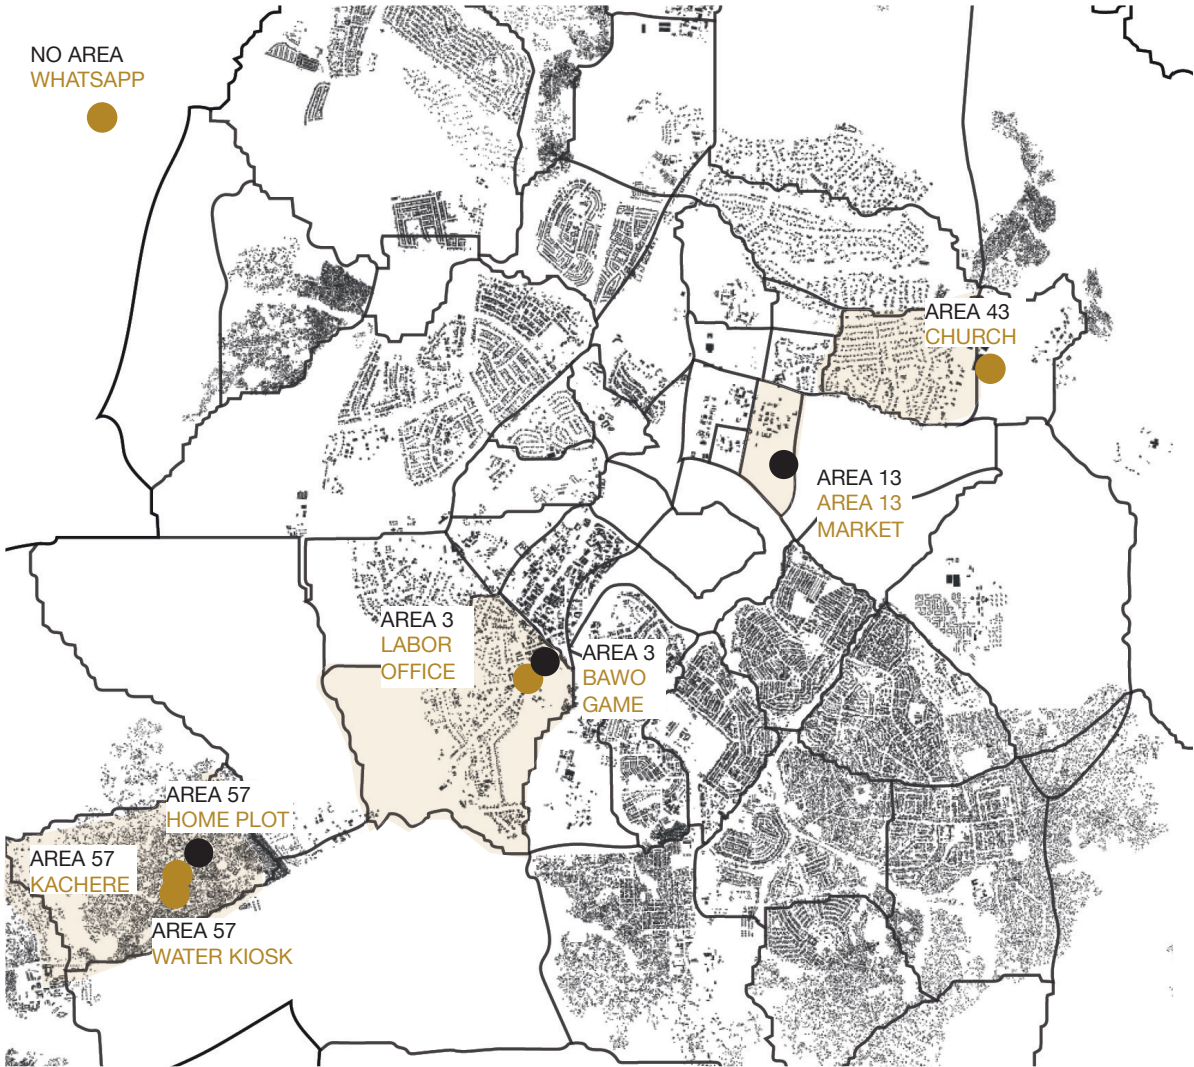 NO AREA
WHATSAPP
AREA 43
CHURCH
AREA 13
AREA 13
MARKET
AREA 3
LABOR
OFFICE
AREA 3
BAWO
GAME
AREA 57
HOME PLOT
AREA 57
KACHERE
AREA 57
WATER KIOSK